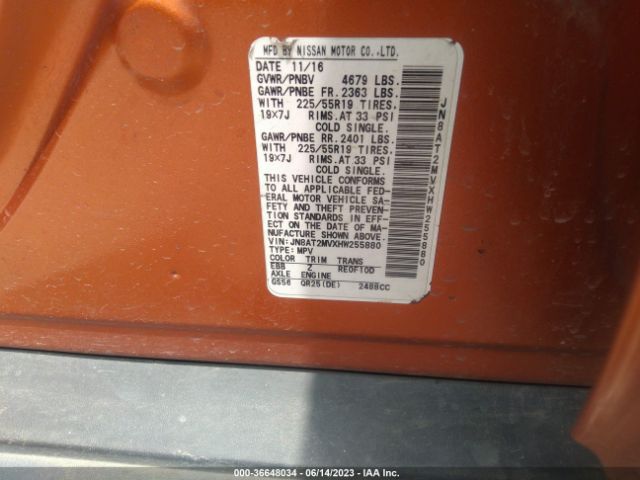 MFD BY NISSAN MOTOR CO.,LTD.
DATE 11/16
GVWR/PNBV 4679 LBS.
GAWR/PNBE FR. 2363 LBS.
WITH 225/55R19 TIRES.
19×7J RIMS.AT 33 PSI
COLD SINGLE.
GAWR/PNBE RR. 2401 LBS.
WITH 225/55R19 TIRES.
19×7J RIMS.AT 33 PSI
COLD SINGLE.
THIS VEHICLE CONFORMS
TO ALL APPLICABLE FED-
ERAL MOTOR VEHICLE SA-
FETY AND THEFT PREVEN-
TION STANDARDS IN EFF-
ECT ON THE DATE OF MA-
NUFACTURE SHOWN ABOVE.
VIN: JN8AT2MVXHW255880
TYPE: MPV
COLOR TRIM TRANS
EBB Z RE0F10D
AXLE ENGINE
GS56 QR25(DE) 2488CC
JN8AT2MVXHW255880
000-36648034 — 06/14/2023 — IAA Inc.